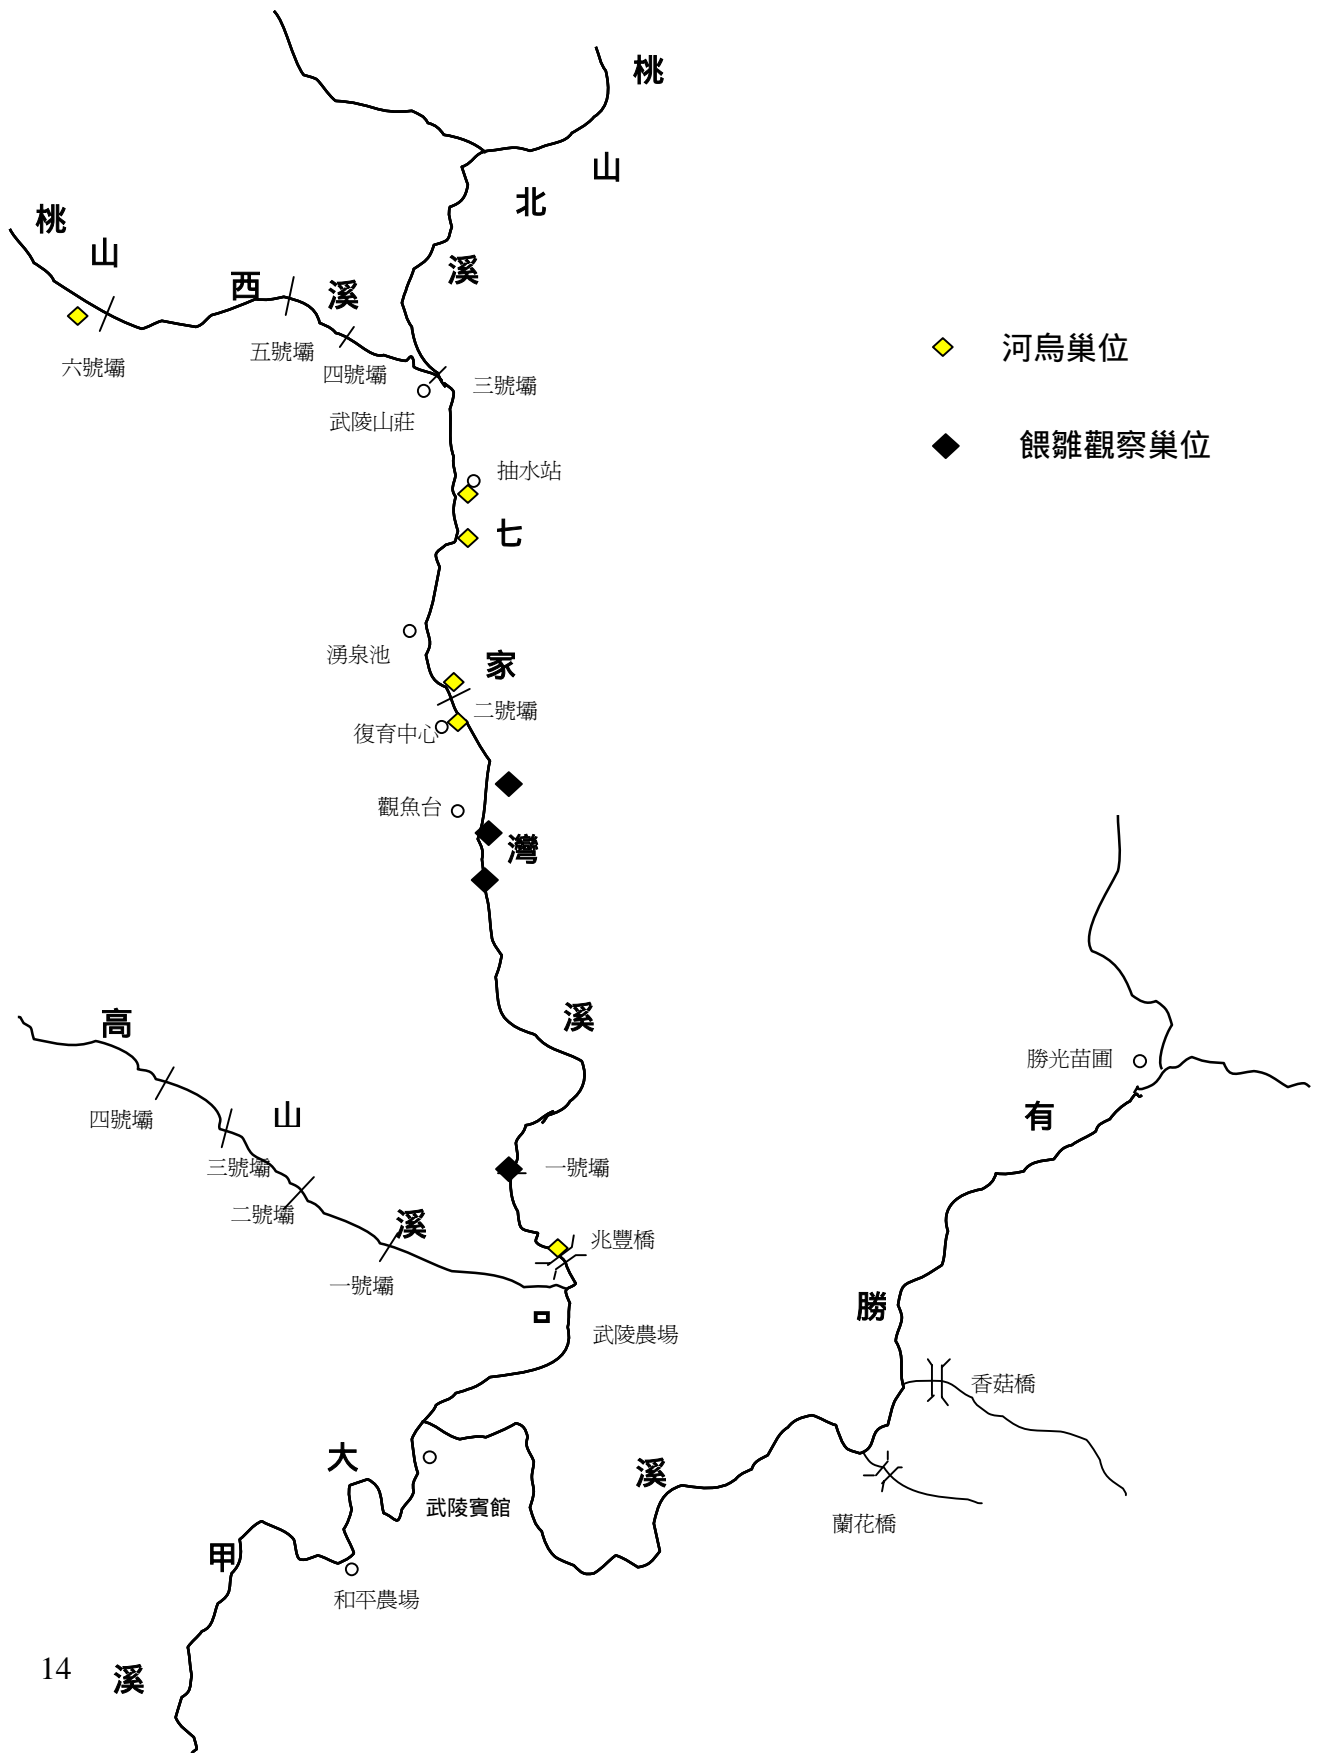 桃山北溪
桃山西溪
六號壩
五號壩
四號壩
三號壩
武陵山莊
河烏巢位
餵雛觀察巢位
抽水站
七家灣溪
湧泉池
二號壩
復育中心
觀魚台
高山溪
四號壩
三號壩
二號壩
一號壩
一號壩
兆豐橋
武陵農場
勝光苗圃
有勝溪
香菇橋
蘭花橋
武陵賓館
大甲溪
和平農場
14